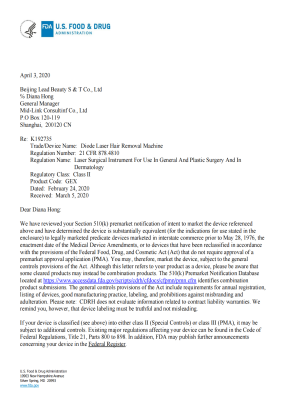 FDA U.S. FOOD & DRUG
ADMINISTRATION
April 3, 2020
Beijing Lead Beauty S & T Co., Ltd
% Diana Hong
General Manager
Mid-Link Consulting Co., Ltd
P.O Box 120-119
Shanghai, 200120 CN
Re: K192735
Trade/Device Name: Diode Laser Hair Removal Machine
Regulation Number: 21 CFR 878.4810
Regulation Name: Laser Surgical Instrument For Use In General And Plastic Surgery And In
Dermatology
Regulatory Class: Class II
Product Code: GEX
Dated: February 24, 2020
Received: March 5, 2020
Dear Diana Hong:
We have reviewed your Section 510(k) premarket notification of intent to market the device referenced
above and have determined the device is substantially equivalent (for the indications for use stated in the
enclosure) to legally marketed predicate devices marketed in interstate commerce prior to May 28, 1976, the
enactment date of the Medical Device Amendments, or to devices that have been reclassified in accordance
with the provisions of the Federal Food, Drug, and Cosmetic Act (Act) that do not require approval of a
premarket approval application (PMA). You may, therefore, market the device, subject to the general
controls provisions of the Act. Although this letter refers to your product as a device, please be aware that
some cleared products may instead be combination products. The 510(k) Premarket Notification Database
located at https://www.accessdata.fda.gov/scripts/cdrh/cfdocs/cfpmn/pmn.cfm identifies combination
product submissions. The general controls provisions of the Act include requirements for annual registration,
listing of devices, good manufacturing practice, labeling, and prohibitions against misbranding and
adulteration. Please note: CDRH does not evaluate information related to contract liability warranties. We
remind you, however, that device labeling must be truthful and not misleading.
If your device is classified (see above) into either class II (Special Controls) or class III (PMA), it may be
subject to additional controls. Existing major regulations affecting your device can be found in the Code of
Federal Regulations, Title 21, Parts 800 to 898. In addition, FDA may publish further announcements
concerning your device in the Federal Register.
U.S. Food & Drug Administration
10903 New Hampshire Avenue
Silver Spring, MD 20993
www.fda.gov